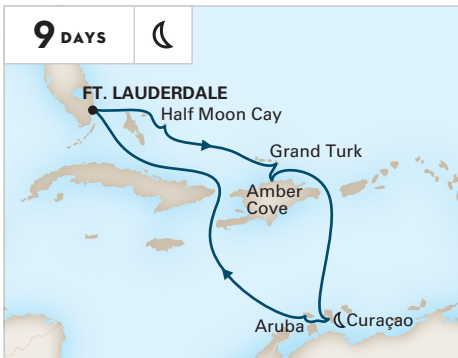 9 DAYS
FT. LAUDERDALE
Half Moon Cay
Grand Turk
Amber
Cove
Aruba
Curaçao